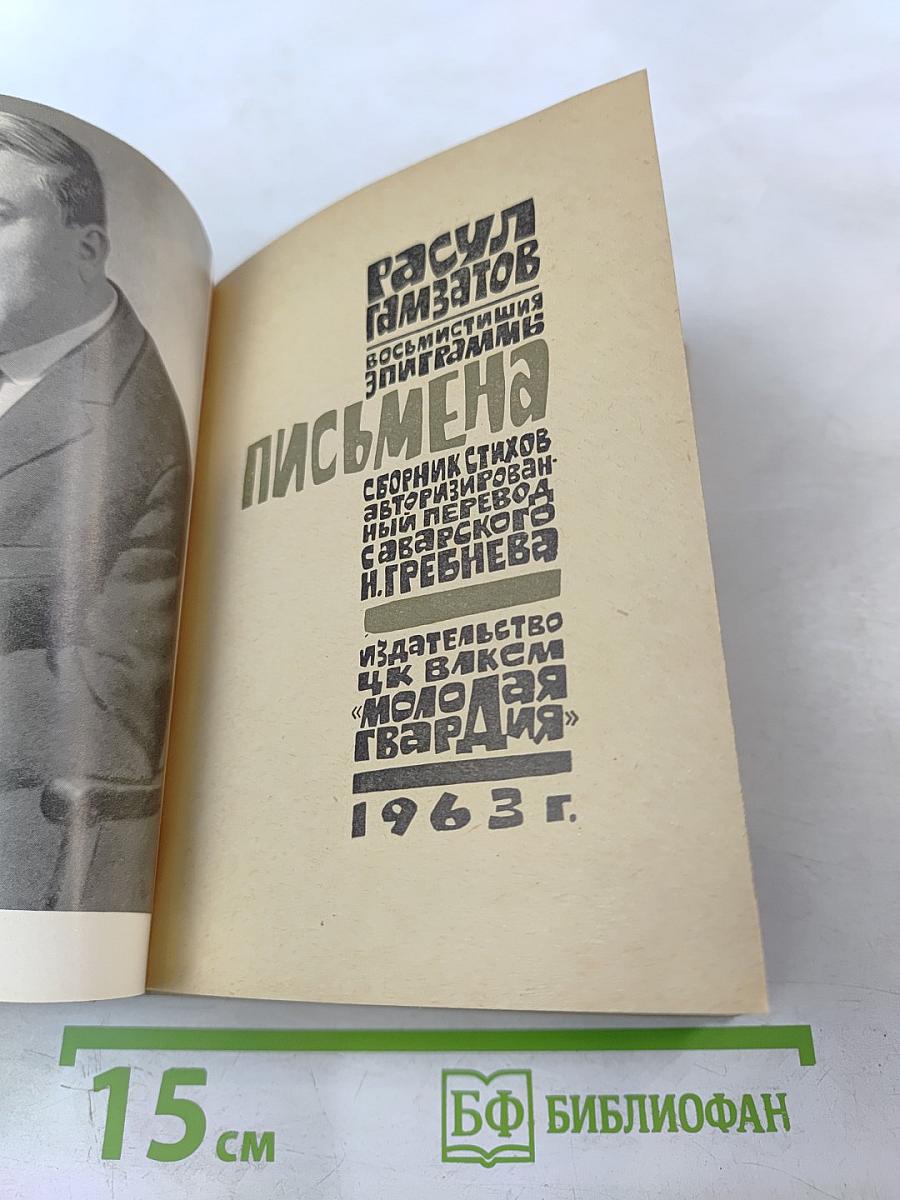 Расул
Гамзатов
восьмистишия
эпиграммы
письмена
сборник стихов
авторизирован-
ный перевод
с аварского
Н. Гребнева
издательство
ЦК ВЛКСМ
«Молодая
гвардия»
1963 г.
15 см
БФ БИБЛИОФАН